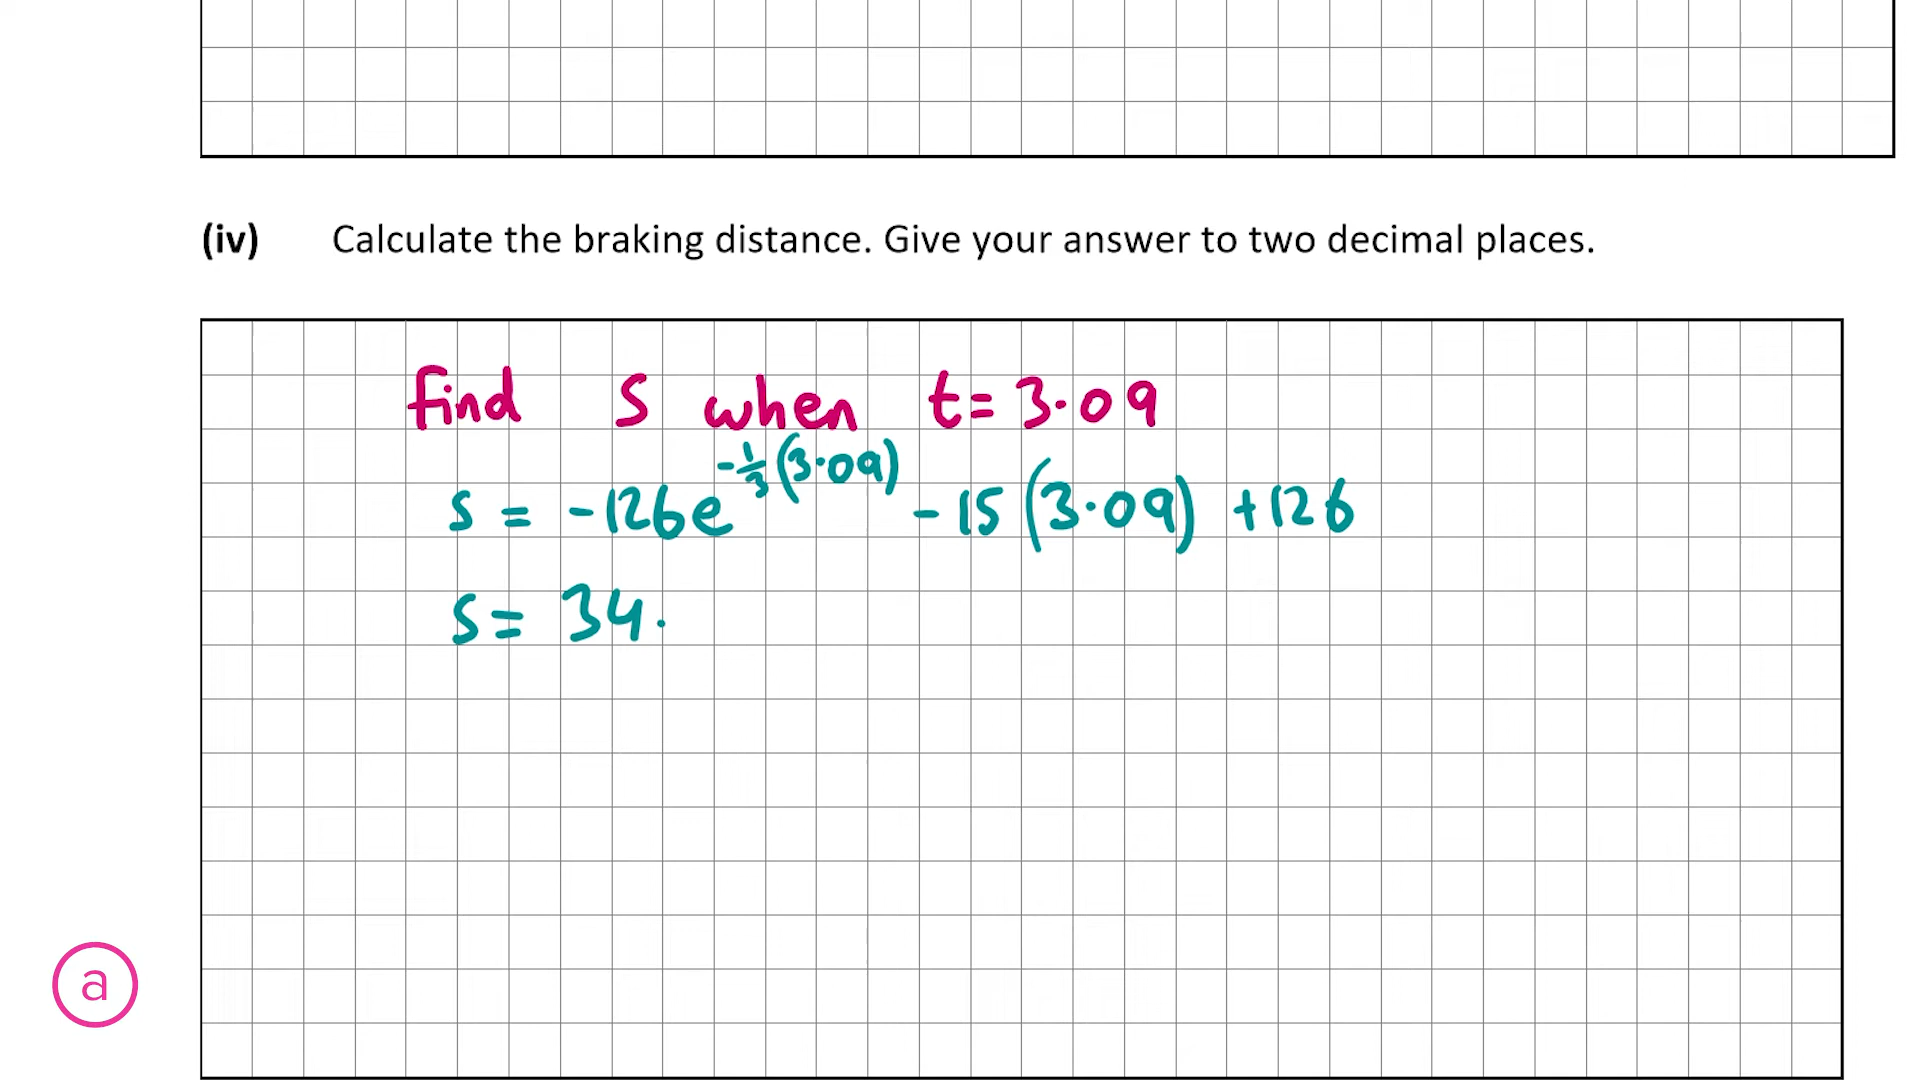 (iv) Calculate the braking distance. Give your answer to two decimal places.
find S when t = 3.09
s = -126e^{-1/3(3.09)} - 15(3.09) + 126
s = 34.
a